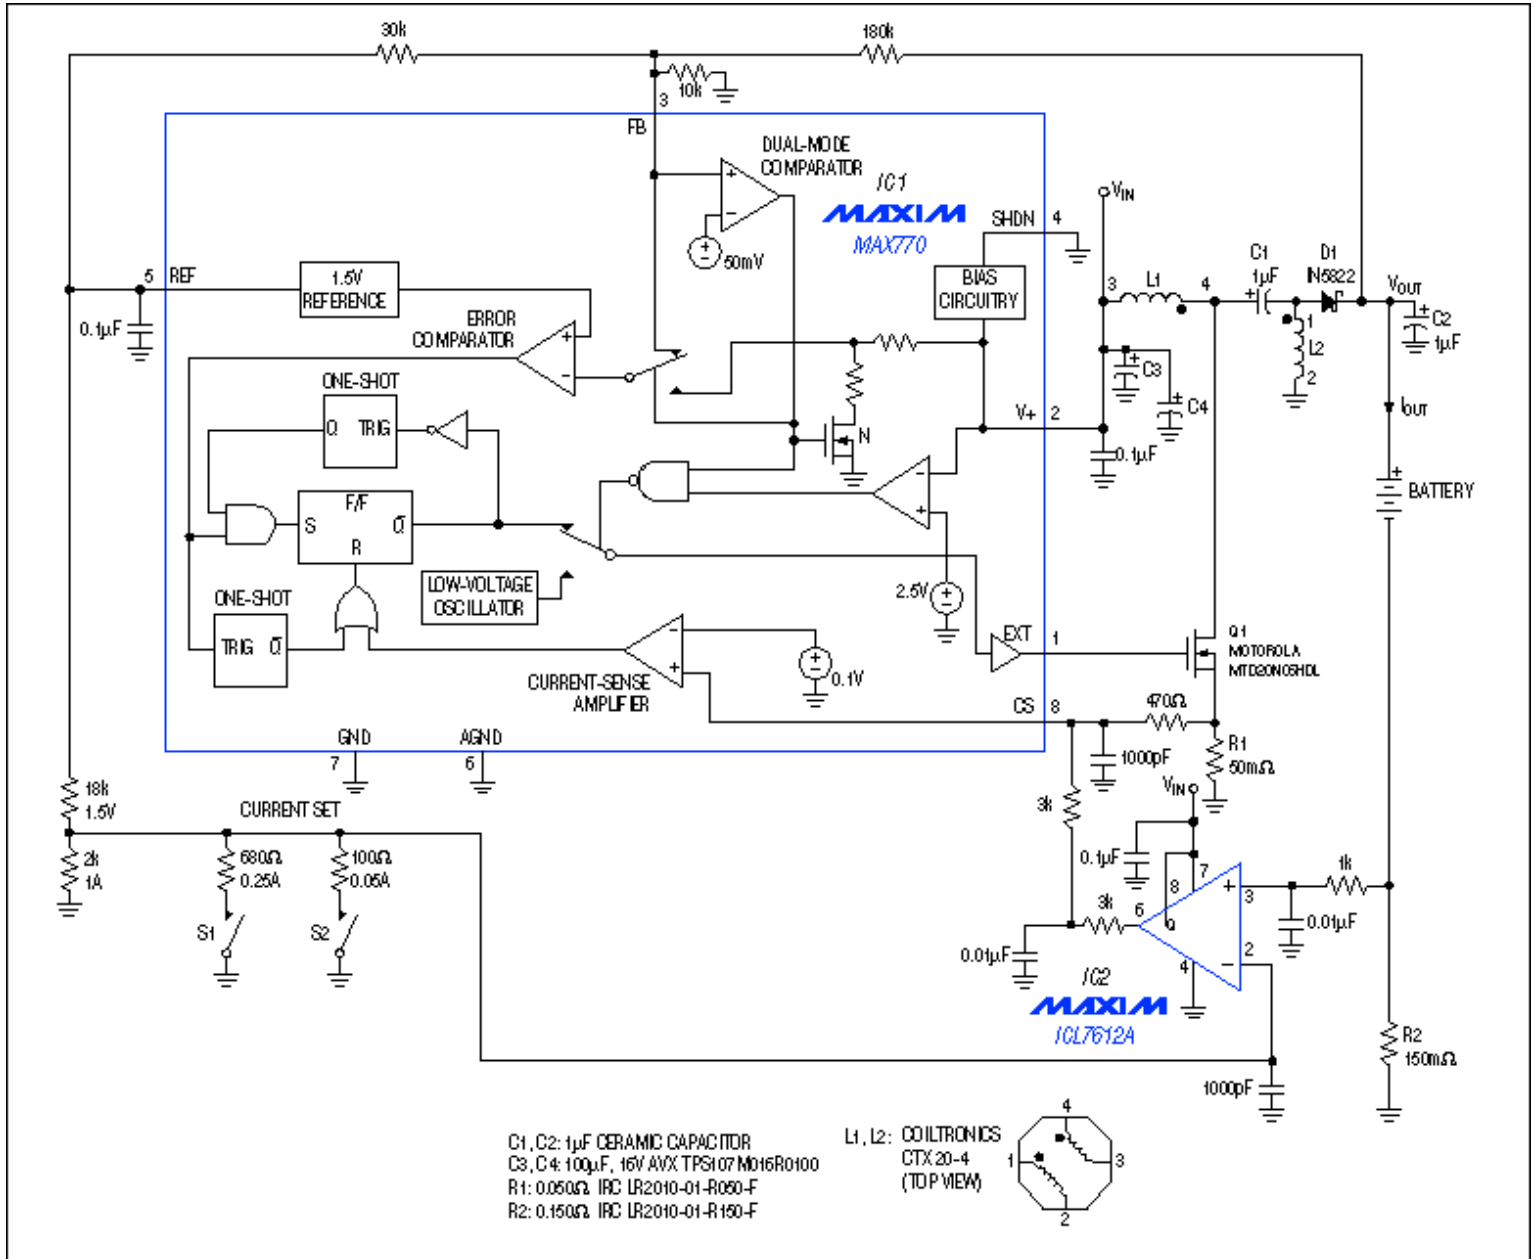 30k
180k
10k
3
FB
DUAL-MODE
COMPARATOR
IC1
MAXIM
MAX770
VIN
SHDN
4
50mV
5
REF
1.5V
REFERENCE
BIAS
CIRCUITRY
3
L1
4
C1
1µF
D1
IN5822
VOUT
C2
1µF
0.1µF
ERROR
COMPARATOR
1
L2
2
C3
C4
ONE-SHOT
Q
TRIG
N
V+
2
0.1µF
IOUT
BATTERY
F/F
S
Q
R
LOW-VOLTAGE
OSCILLATOR
2.5V
ONE-SHOT
TRIG
Q
CURRENT-SENSE
AMPLIFIER
0.1V
EXT
1
Q1
MOTOROLA
MTD20N05HDL
CS
8
470Ω
GND
7
AGND
6
1000pF
R1
50mΩ
VIN
18k
1.5V
CURRENT SET
3k
0.1µF
7
8
2k
1A
680Ω
0.25A
100Ω
0.05A
1k
+
3
3k
6
0.01µF
S1
S2
0.01µF
2
4
IC2
MAXIM
ICL7612A
R2
150mΩ
1000pF
C1, C2: 1µF CERAMIC CAPACITOR
C3, C4: 100µF, 16V AVX TPS107M016R0100
R1: 0.050Ω IRC LR2010-01-R050-F
R2: 0.150Ω IRC LR2010-01-R150-F
L1, L2: COILTRONICS
CTX20-4
(TOP VIEW)
4
1
3
2